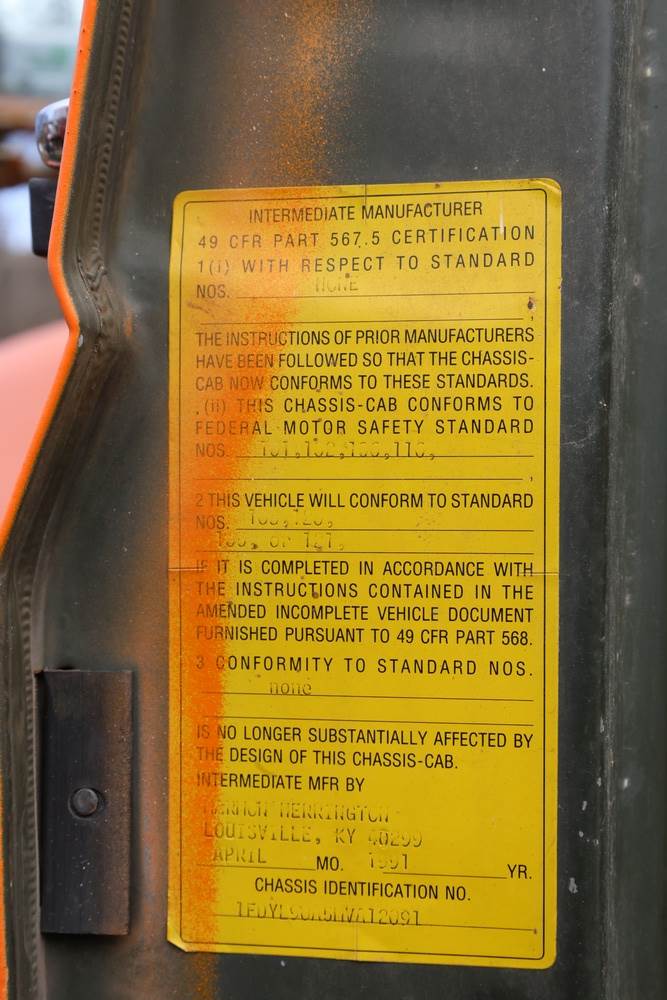 INTERMEDIATE MANUFACTURER
49 CFR PART 567.5 CERTIFICATION
1(i) WITH RESPECT TO STANDARD
NOS. NONE
THE INSTRUCTIONS OF PRIOR MANUFACTURERS
HAVE BEEN FOLLOWED SO THAT THE CHASSIS-
CAB NOW CONFORMS TO THESE STANDARDS.
(ii) THIS CHASSIS-CAB CONFORMS TO
FEDERAL MOTOR SAFETY STANDARD
NOS.
2 THIS VEHICLE WILL CONFORM TO STANDARD
NOS.
IF IT IS COMPLETED IN ACCORDANCE WITH
THE INSTRUCTIONS CONTAINED IN THE
AMENDED INCOMPLETE VEHICLE DOCUMENT
FURNISHED PURSUANT TO 49 CFR PART 568.
3 CONFORMITY TO STANDARD NOS.
none
IS NO LONGER SUBSTANTIALLY AFFECTED BY
THE DESIGN OF THIS CHASSIS-CAB.
INTERMEDIATE MFR BY
HERRINGTON
LOUISVILLE, KY 40299
APRIL MO. 1991 YR.
CHASSIS IDENTIFICATION NO.